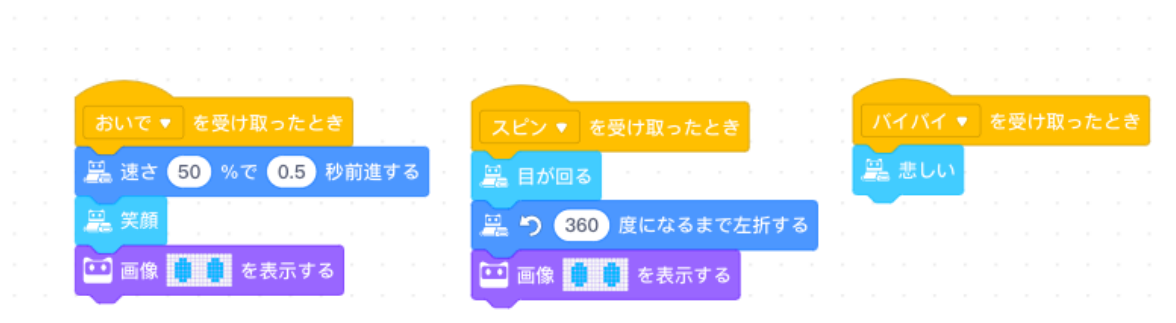 おいで ▼ を受け取ったとき
速さ 50 %で 0.5 秒前進する
笑顔
画像 を表示する
スピン ▼ を受け取ったとき
目が回る
360 度になるまで左折する
画像 を表示する
バイバイ ▼ を受け取ったとき
悲しい